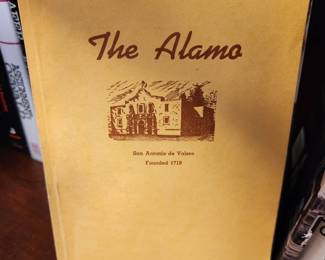 The Alamo
San Antonio de Valero
Founded 1718